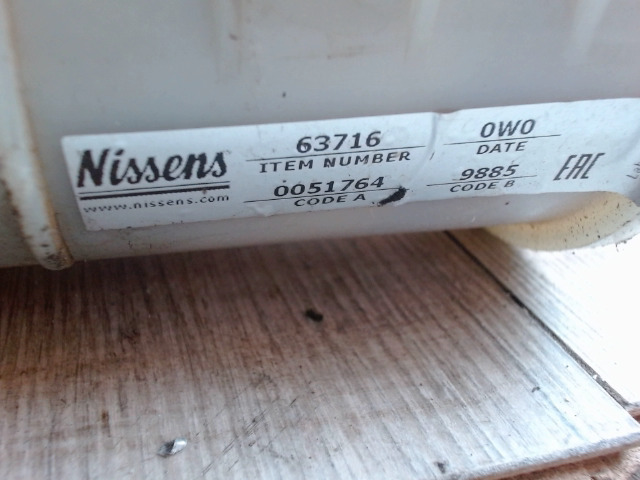 Nissens
www.nissens.com
63716
ITEM NUMBER
0051764
CODE A
0W0
DATE
9885
CODE B
EAC